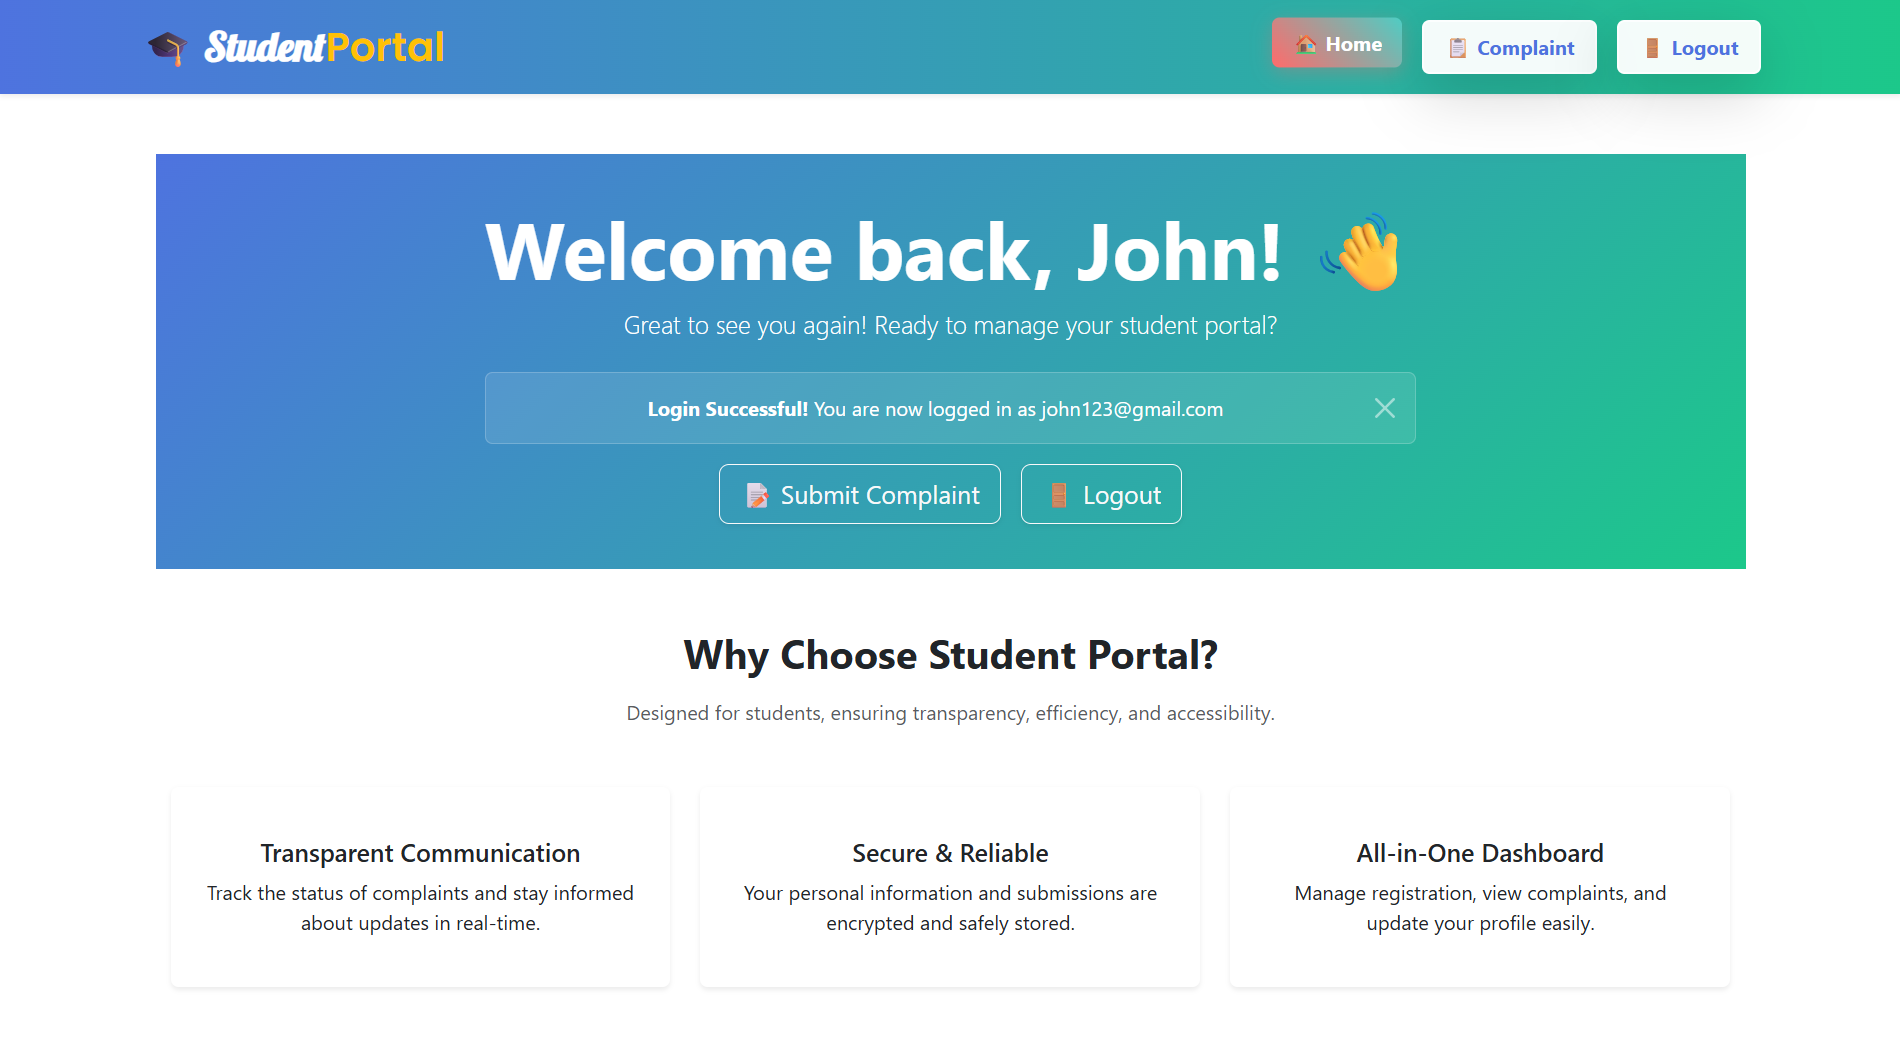 StudentPortal
Home
Complaint
Logout
Welcome back, John!
Great to see you again! Ready to manage your student portal?
Login Successful! You are now logged in as john123@gmail.com
Submit Complaint
Logout
Why Choose Student Portal?
Designed for students, ensuring transparency, efficiency, and accessibility.
Transparent Communication
Track the status of complaints and stay informed
about updates in real-time.
Secure & Reliable
Your personal information and submissions are
encrypted and safely stored.
All-in-One Dashboard
Manage registration, view complaints, and
update your profile easily.